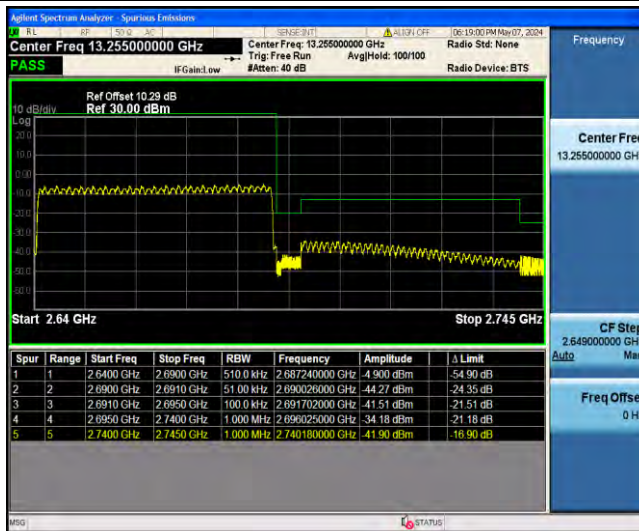 Agilent Spectrum Analyzer - Spurious Emissions
RL RF 50 Ω AC SENSE:INT ALIGN OFF 06:19:00 PM May 07, 2024
Center Freq 13.255000000 GHz
Center Freq: 13.255000000 GHz
Radio Std: None
Trig: Free Run Avg|Hold: 100/100
PASS
IFGain:Low
#Atten: 40 dB
Radio Device: BTS
Frequency
Ref Offset 10.29 dB
10 dB/div Ref 30.00 dBm
Log
20.0
10.0
0.00
-10.0
-20.0
-30.0
-40.0
-50.0
-60.0
Start 2.64 GHz Stop 2.745 GHz
Center Fre
13.255000000 GH
CF Step
2.649000000 GH
Auto Ma
Freq Offse
0 H
Spur Range Start Freq Stop Freq RBW Frequency Amplitude Δ Limit
1 1 2.6400 GHz 2.6900 GHz 510.0 kHz 2.687240000 GHz -4.900 dBm -54.90 dB
2 2 2.6900 GHz 2.6910 GHz 51.00 kHz 2.690026000 GHz -44.27 dBm -24.35 dB
3 3 2.6910 GHz 2.6950 GHz 100.0 kHz 2.691702000 GHz -41.51 dBm -21.51 dB
4 4 2.6950 GHz 2.7400 GHz 1.000 MHz 2.696025000 GHz -34.18 dBm -21.18 dB
5 5 2.7400 GHz 2.7450 GHz 1.000 MHz 2.740180000 GHz -41.90 dBm -16.90 dB
MSG STATUS